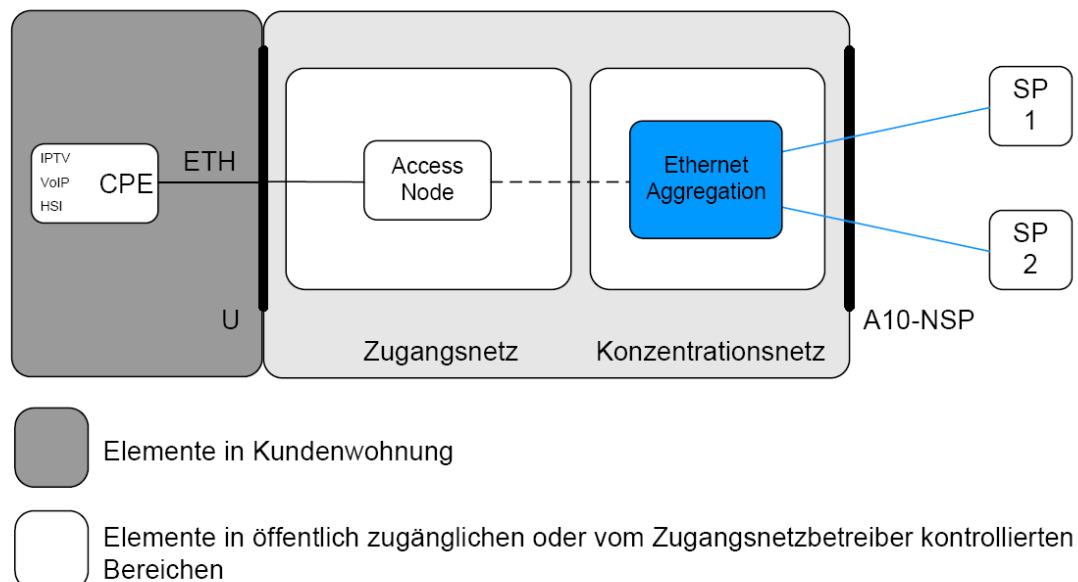 IPTV
VoIP
HSI
CPE
ETH
U
Access
Node
Zugangsnetz
Ethernet
Aggregation
Konzentrationsnetz
A10-NSP
SP
1
SP
2
Elemente in Kundenwohnung
Elemente in öffentlich zugänglichen oder vom Zugangsnetzbetreiber kontrollierten
Bereichen